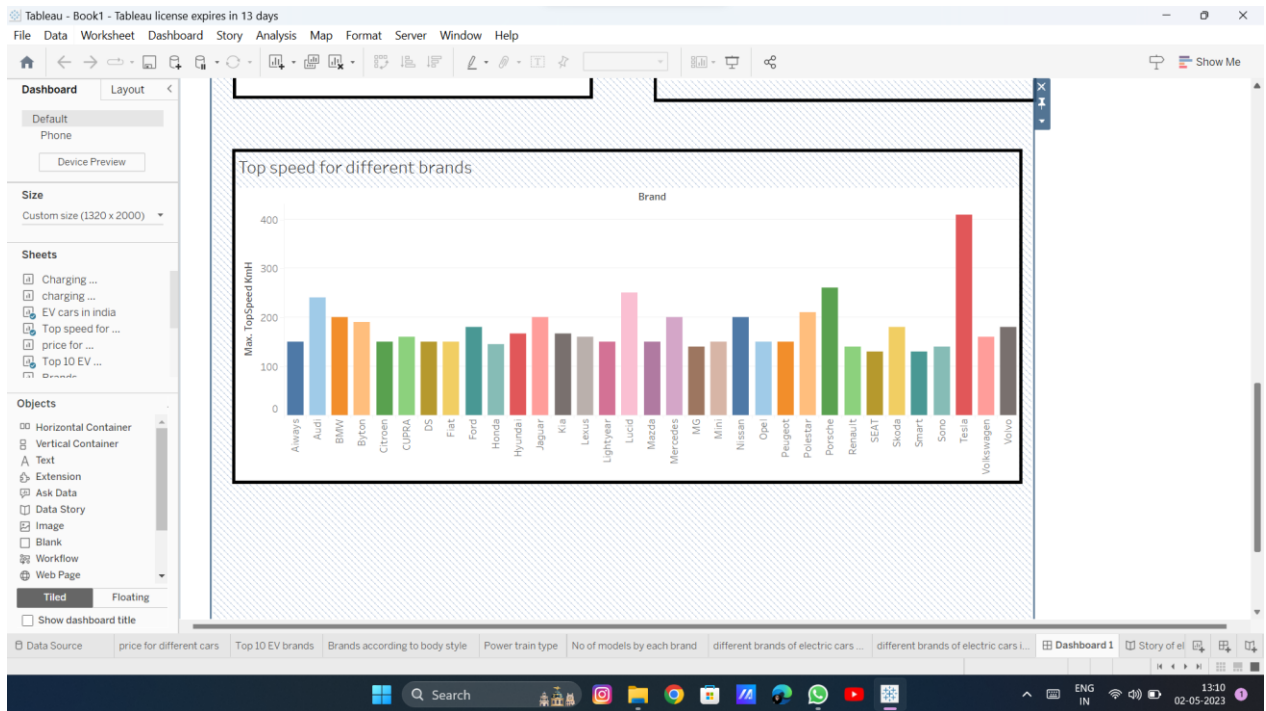 Tableau - Book1 - Tableau license expires in 13 days
File Data Worksheet Dashboard Story Analysis Map Format Server Window Help
Show Me
Dashboard Layout
Default
Phone
Device Preview
Size
Custom size (1320 x 2000)
Sheets
Charging ...
charging ...
EV cars in india
Top speed for ...
price for ...
Top 10 EV ...
Brands
Objects
Horizontal Container
Vertical Container
Text
Extension
Ask Data
Data Story
Image
Blank
Workflow
Web Page
Tiled Floating
Show dashboard title
Top speed for different brands
Brand
Max. TopSpeed KmH
400
300
200
100
0
Aiways
Audi
BMW
Byton
Citroen
CUPRA
DS
Fiat
Ford
Honda
Hyundai
Jaguar
Kia
Lexus
Lightyear
Lucid
Mazda
Mercedes
MG
Mini
Nissan
Opel
Peugeot
Polestar
Porsche
Renault
SEAT
Skoda
Smart
Sono
Tesla
Volkswagen
Volvo
Data Source price for different cars Top 10 EV brands Brands according to body style Power train type No of models by each brand different brands of electric cars ... different brands of electric cars i... Dashboard 1 Story of el
Search
ENG
IN
13:10
02-05-2023
1